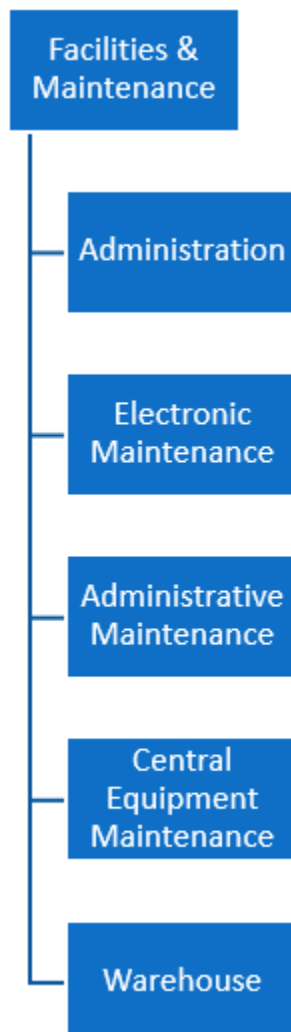 Facilities &
Maintenance
Administration
Electronic
Maintenance
Administrative
Maintenance
Central
Equipment
Maintenance
Warehouse